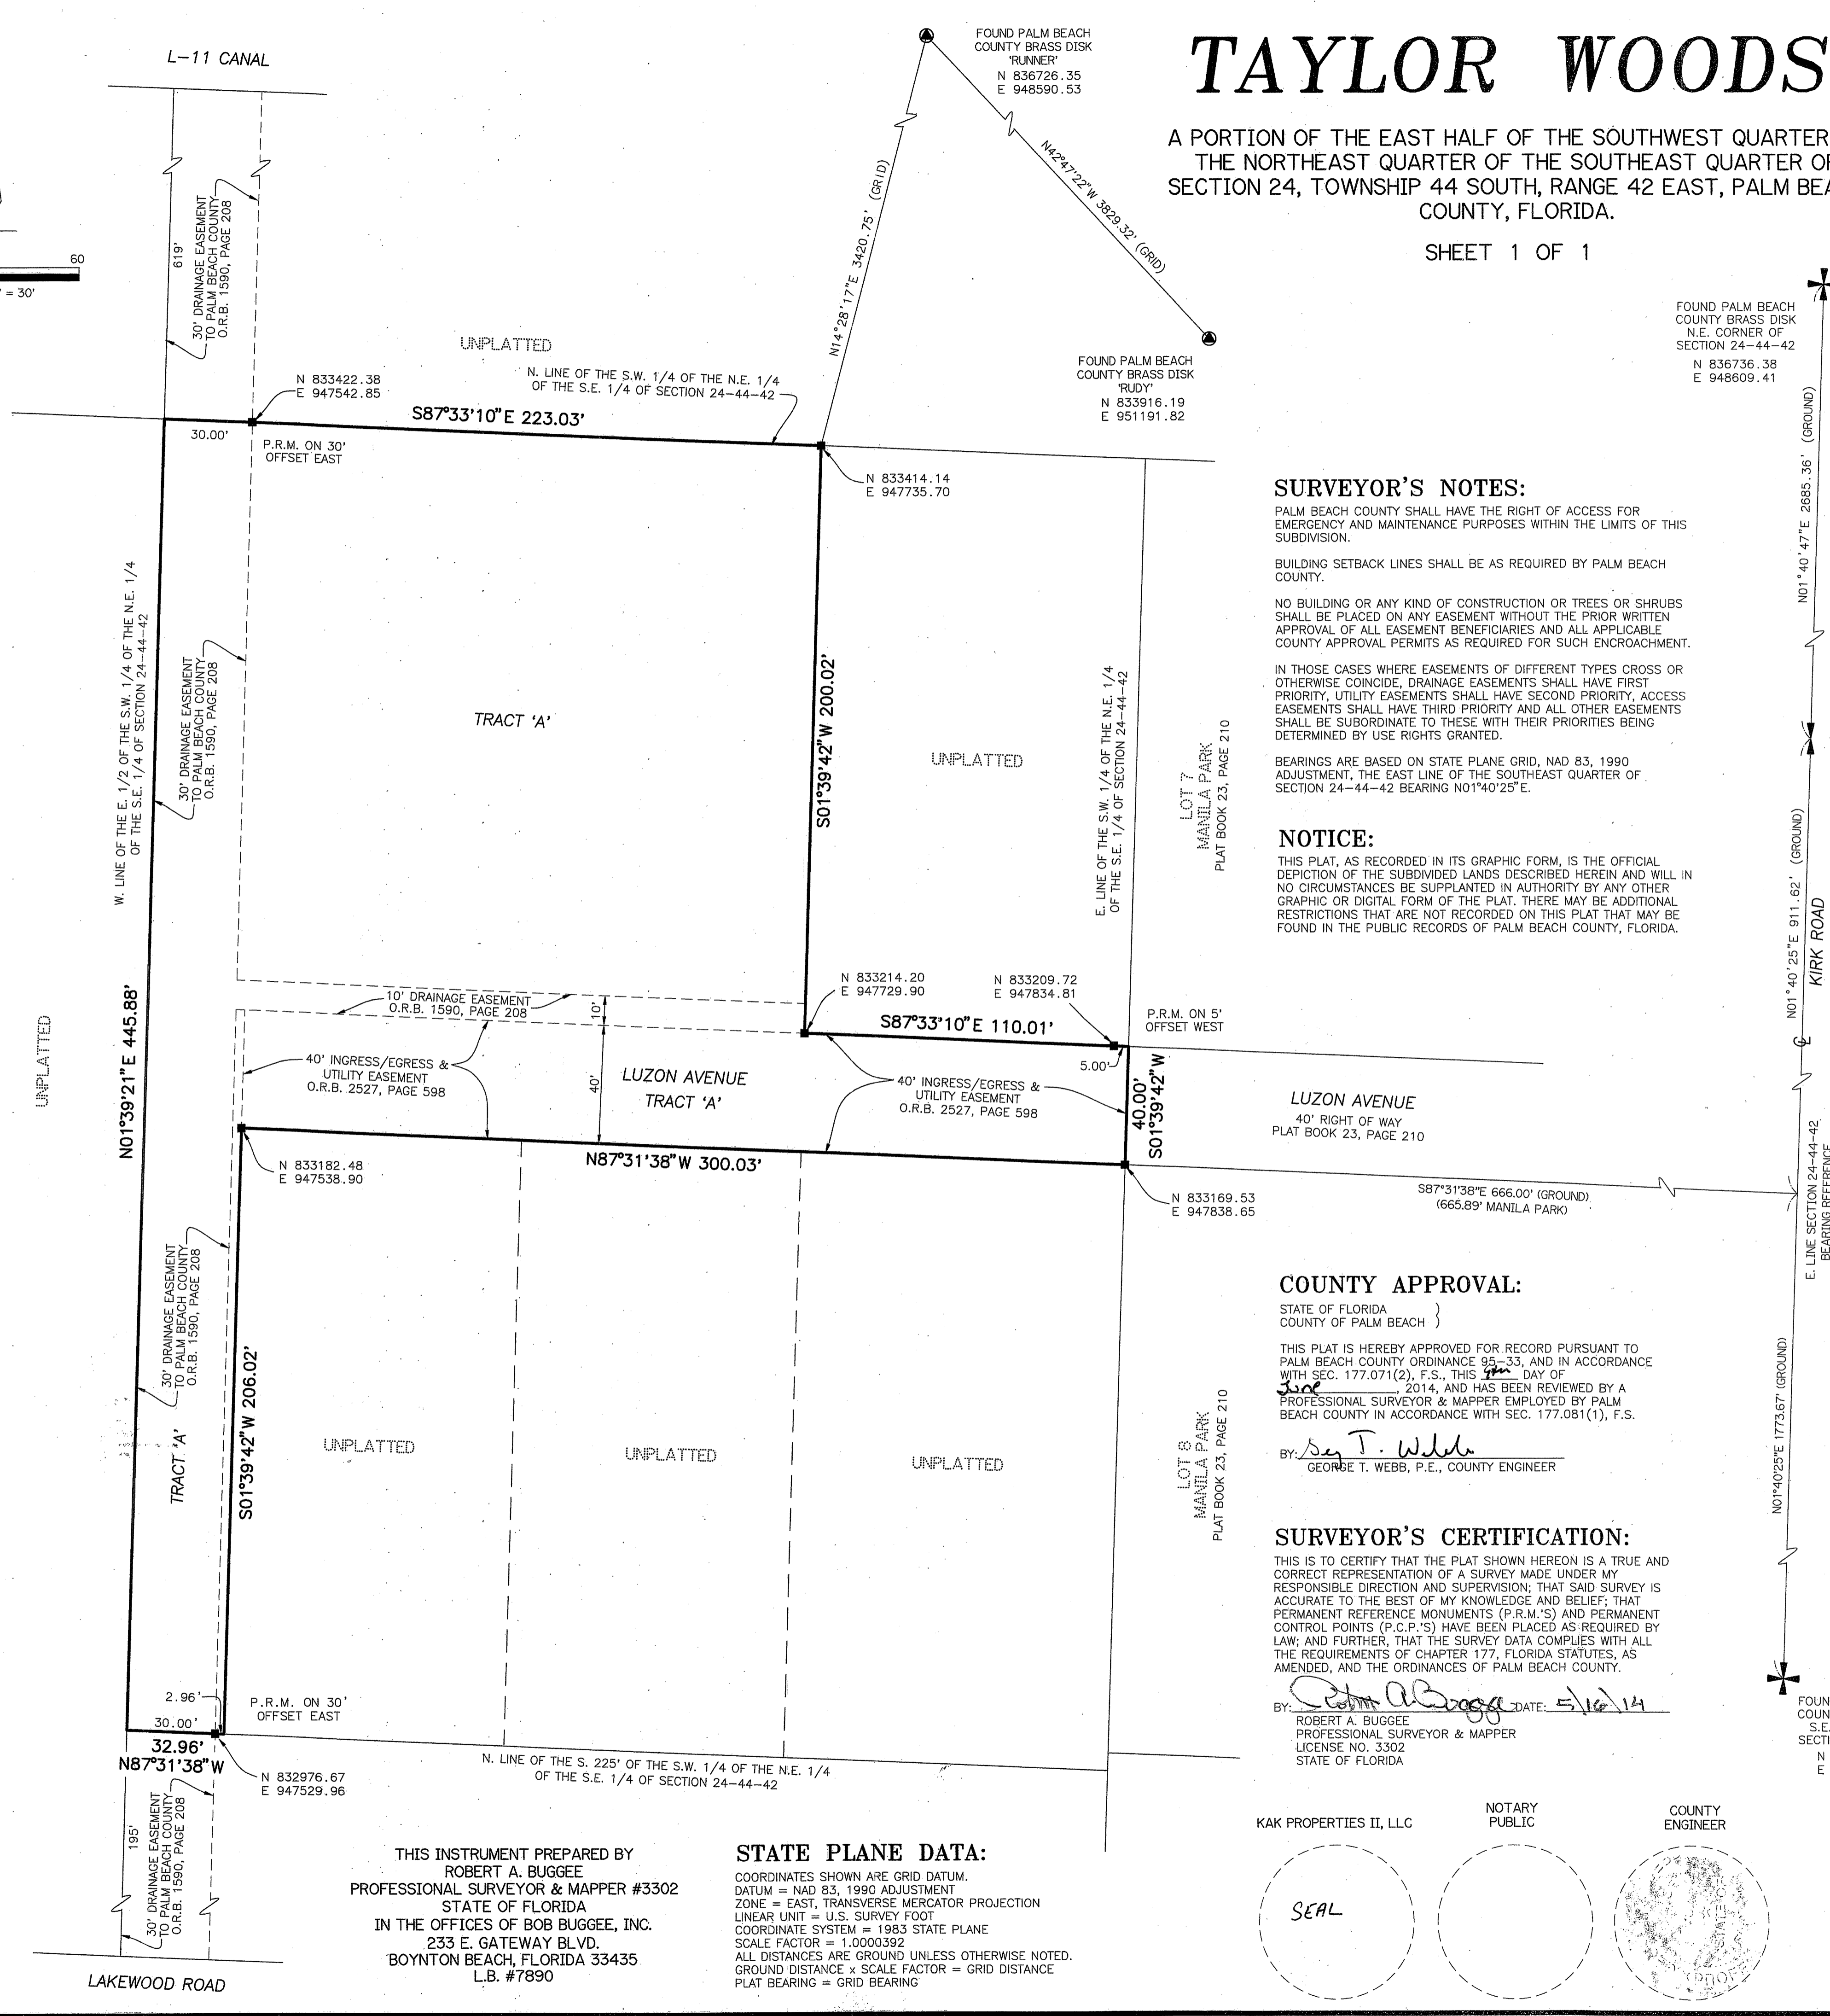 TAYLOR WOODS
A PORTION OF THE EAST HALF OF THE SOUTHWEST QUARTER
THE NORTHEAST QUARTER OF THE SOUTHEAST QUARTER OF
SECTION 24, TOWNSHIP 44 SOUTH, RANGE 42 EAST, PALM BEA
COUNTY, FLORIDA.
SHEET 1 OF 1
L-11 CANAL
60
= 30'
619'
30' DRAINAGE EASEMENT
TO PALM BEACH COUNTY
O.R.B. 1590, PAGE 208
FOUND PALM BEACH
COUNTY BRASS DISK
'RUNNER'
N 836726.35
E 948590.53
N14°28'17"E 3420.75' (GRID)
N42°47'22"W 3829.32' (GRID)
FOUND PALM BEACH
COUNTY BRASS DISK
'RUDY'
N 833916.19
E 951191.82
FOUND PALM BEACH
COUNTY BRASS DISK
N.E. CORNER OF
SECTION 24-44-42
N 836736.38
E 948609.41
N01°40'47"E 2685.36' (GROUND)
UNPLATTED
N 833422.38
E 947542.85
N. LINE OF THE S.W. 1/4 OF THE N.E. 1/4
OF THE S.E. 1/4 OF SECTION 24-44-42
S87°33'10"E 223.03'
30.00'
P.R.M. ON 30'
OFFSET EAST
N 833414.14
E 947735.70
W. LINE OF THE E. 1/2 OF THE S.W. 1/4 OF THE N.E. 1/4
OF THE S.E. 1/4 OF SECTION 24-44-42
30' DRAINAGE EASEMENT
TO PALM BEACH COUNTY
O.R.B. 1590, PAGE 208
TRACT 'A'
S01°39'42"W 200.02'
UNPLATTED
E. LINE OF THE S.W. 1/4 OF THE N.E. 1/4
OF THE S.E. 1/4 OF SECTION 24-44-42
LOT 7
MANILA PARK
PLAT BOOK 23, PAGE 210
SURVEYOR'S NOTES:
PALM BEACH COUNTY SHALL HAVE THE RIGHT OF ACCESS FOR
EMERGENCY AND MAINTENANCE PURPOSES WITHIN THE LIMITS OF THIS
SUBDIVISION.
BUILDING SETBACK LINES SHALL BE AS REQUIRED BY PALM BEACH
COUNTY.
NO BUILDING OR ANY KIND OF CONSTRUCTION OR TREES OR SHRUBS
SHALL BE PLACED ON ANY EASEMENT WITHOUT THE PRIOR WRITTEN
APPROVAL OF ALL EASEMENT BENEFICIARIES AND ALL APPLICABLE
COUNTY APPROVAL PERMITS AS REQUIRED FOR SUCH ENCROACHMENT.
IN THOSE CASES WHERE EASEMENTS OF DIFFERENT TYPES CROSS OR
OTHERWISE COINCIDE, DRAINAGE EASEMENTS SHALL HAVE FIRST
PRIORITY, UTILITY EASEMENTS SHALL HAVE SECOND PRIORITY, ACCESS
EASEMENTS SHALL HAVE THIRD PRIORITY AND ALL OTHER EASEMENTS
SHALL BE SUBORDINATE TO THESE WITH THEIR PRIORITIES BEING
DETERMINED BY USE RIGHTS GRANTED.
BEARINGS ARE BASED ON STATE PLANE GRID, NAD 83, 1990
ADJUSTMENT, THE EAST LINE OF THE SOUTHEAST QUARTER OF
SECTION 24-44-42 BEARING N01°40'25"E.
NOTICE:
THIS PLAT, AS RECORDED IN ITS GRAPHIC FORM, IS THE OFFICIAL
DEPICTION OF THE SUBDIVIDED LANDS DESCRIBED HEREIN AND WILL IN
NO CIRCUMSTANCES BE SUPPLANTED IN AUTHORITY BY ANY OTHER
GRAPHIC OR DIGITAL FORM OF THE PLAT. THERE MAY BE ADDITIONAL
RESTRICTIONS THAT ARE NOT RECORDED ON THIS PLAT THAT MAY BE
FOUND IN THE PUBLIC RECORDS OF PALM BEACH COUNTY, FLORIDA.
N01°40'25"E 911.62' (GROUND)
KIRK ROAD
UNPLATTED
N01°39'21"E 445.88'
10' DRAINAGE EASEMENT
O.R.B. 1590, PAGE 208
10'
40'
N 833214.20
E 947729.90
N 833209.72
E 947834.81
S87°33'10"E 110.01'
P.R.M. ON 5'
OFFSET WEST
5.00'
40.00'
S01°39'42"W
40' INGRESS/EGRESS &
UTILITY EASEMENT
O.R.B. 2527, PAGE 598
LUZON AVENUE
TRACT 'A'
40' INGRESS/EGRESS &
UTILITY EASEMENT
O.R.B. 2527, PAGE 598
LUZON AVENUE
40' RIGHT OF WAY
PLAT BOOK 23, PAGE 210
N 833182.48
E 947538.90
N87°31'38"W 300.03'
N 833169.53
E 947838.65
S87°31'38"E 666.00' (GROUND)
(665.89' MANILA PARK)
E. LINE SECTION 24-44-42
BEARING REFERENCE
30' DRAINAGE EASEMENT
TO PALM BEACH COUNTY
O.R.B. 1590, PAGE 208
TRACT 'A'
S01°39'42"W 206.02'
UNPLATTED
UNPLATTED
UNPLATTED
LOT 8
MANILA PARK
PLAT BOOK 23, PAGE 210
COUNTY APPROVAL:
STATE OF FLORIDA )
COUNTY OF PALM BEACH )
THIS PLAT IS HEREBY APPROVED FOR RECORD PURSUANT TO
PALM BEACH COUNTY ORDINANCE 95-33, AND IN ACCORDANCE
WITH SEC. 177.071(2), F.S., THIS DAY OF
June, 2014, AND HAS BEEN REVIEWED BY A
PROFESSIONAL SURVEYOR & MAPPER EMPLOYED BY PALM
BEACH COUNTY IN ACCORDANCE WITH SEC. 177.081(1), F.S.
BY:
GEORGE T. WEBB, P.E., COUNTY ENGINEER
N01°40'25"E 1773.67' (GROUND)
SURVEYOR'S CERTIFICATION:
THIS IS TO CERTIFY THAT THE PLAT SHOWN HEREON IS A TRUE AND
CORRECT REPRESENTATION OF A SURVEY MADE UNDER MY
RESPONSIBLE DIRECTION AND SUPERVISION; THAT SAID SURVEY IS
ACCURATE TO THE BEST OF MY KNOWLEDGE AND BELIEF; THAT
PERMANENT REFERENCE MONUMENTS (P.R.M.'S) AND PERMANENT
CONTROL POINTS (P.C.P.'S) HAVE BEEN PLACED AS REQUIRED BY
LAW; AND FURTHER, THAT THE SURVEY DATA COMPLIES WITH ALL
THE REQUIREMENTS OF CHAPTER 177, FLORIDA STATUTES, AS
AMENDED, AND THE ORDINANCES OF PALM BEACH COUNTY.
BY: DATE: 5/16/14
ROBERT A. BUGGEE
PROFESSIONAL SURVEYOR & MAPPER
LICENSE NO. 3302
STATE OF FLORIDA
FOUN
COUN
S.E.
SECTI
N
E
2.96'
30.00'
P.R.M. ON 30'
OFFSET EAST
32.96'
N87°31'38"W
N 832976.67
E 947529.96
N. LINE OF THE S. 225' OF THE S.W. 1/4 OF THE N.E. 1/4
OF THE S.E. 1/4 OF SECTION 24-44-42
195'
30' DRAINAGE EASEMENT
TO PALM BEACH COUNTY
O.R.B. 1590, PAGE 208
LAKEWOOD ROAD
THIS INSTRUMENT PREPARED BY
ROBERT A. BUGGEE
PROFESSIONAL SURVEYOR & MAPPER #3302
STATE OF FLORIDA
IN THE OFFICES OF BOB BUGGEE, INC.
233 E. GATEWAY BLVD.
BOYNTON BEACH, FLORIDA 33435
L.B. #7890
STATE PLANE DATA:
COORDINATES SHOWN ARE GRID DATUM.
DATUM = NAD 83, 1990 ADJUSTMENT
ZONE = EAST, TRANSVERSE MERCATOR PROJECTION
LINEAR UNIT = U.S. SURVEY FOOT
COORDINATE SYSTEM = 1983 STATE PLANE
SCALE FACTOR = 1.0000392
ALL DISTANCES ARE GROUND UNLESS OTHERWISE NOTED.
GROUND DISTANCE x SCALE FACTOR = GRID DISTANCE
PLAT BEARING = GRID BEARING
KAK PROPERTIES II, LLC
SEAL
NOTARY
PUBLIC
COUNTY
ENGINEER